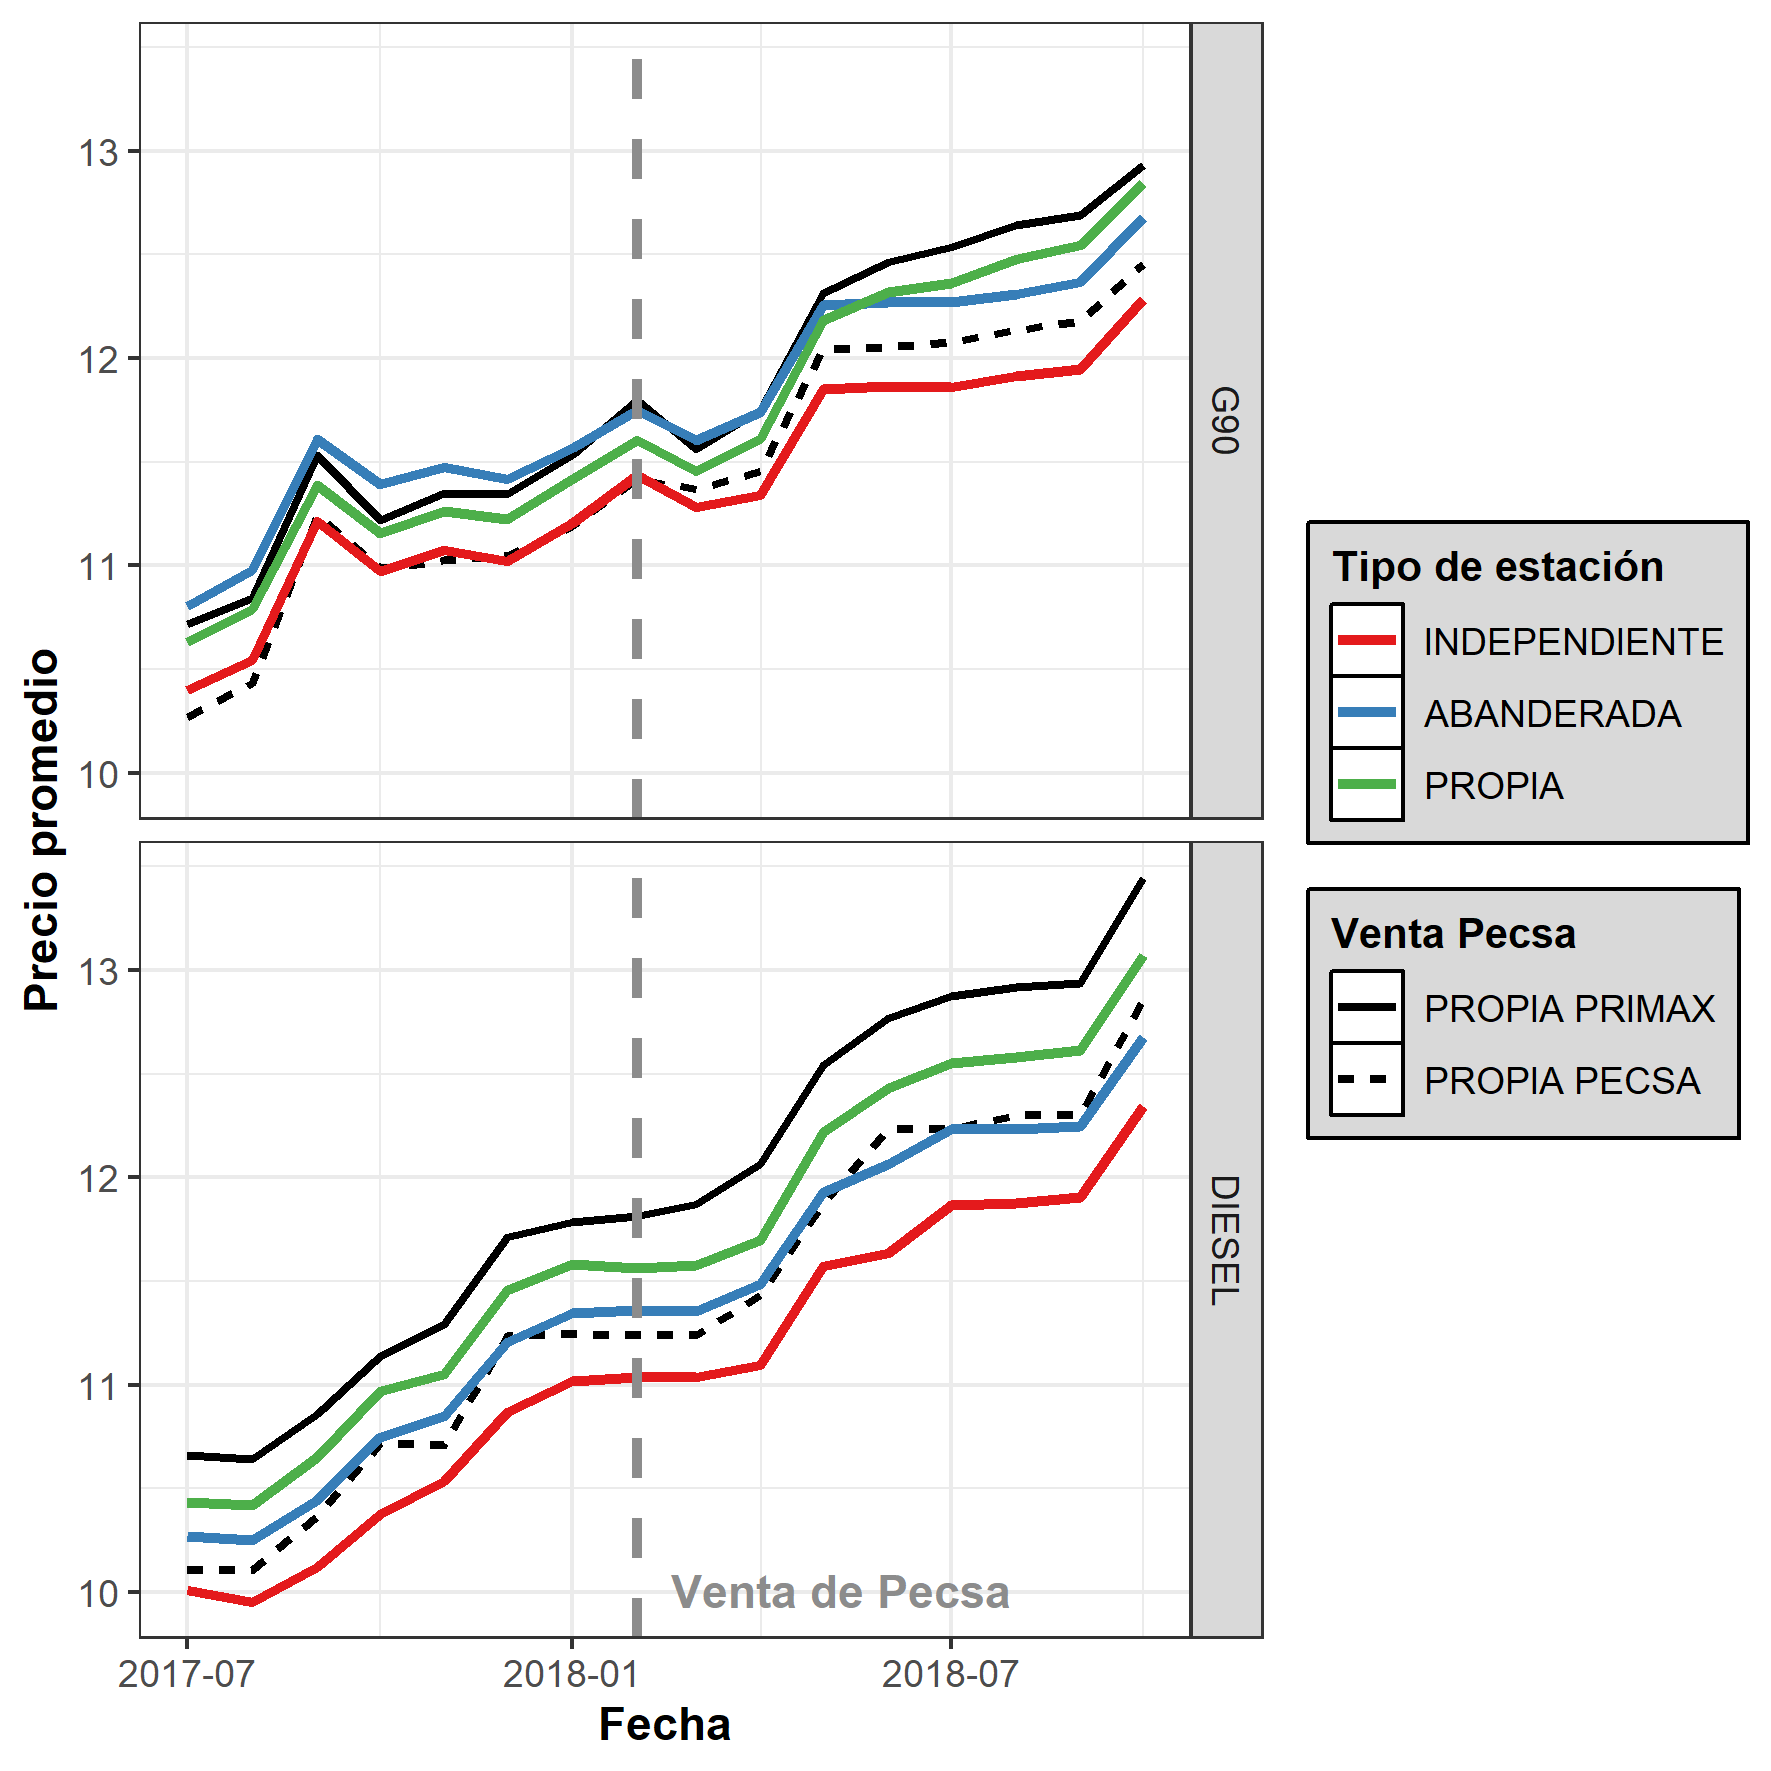 Precio promedio
13
12
11
10
G90
13
12
11
10
DIESEL
Venta de Pecsa
2017-07
2018-01
2018-07
Fecha
Tipo de estación
INDEPENDIENTE
ABANDERADA
PROPIA
Venta Pecsa
PROPIA PRIMAX
PROPIA PECSA